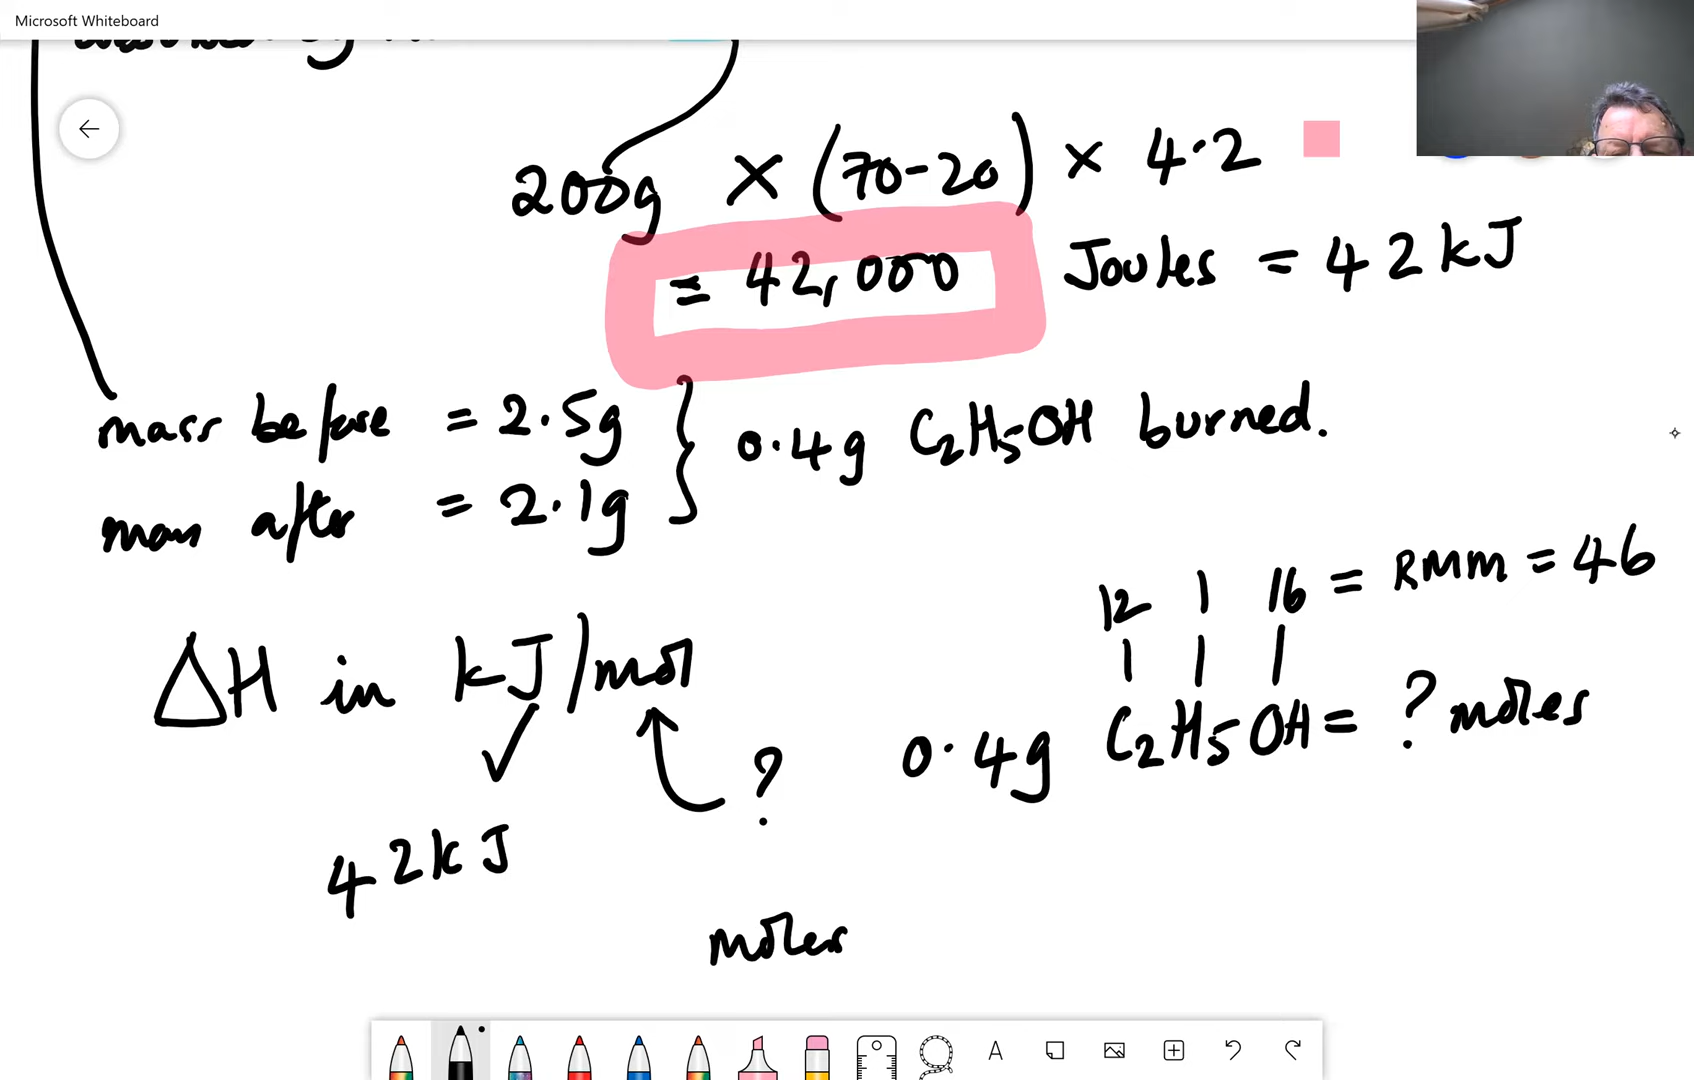 Microsoft Whiteboard
200g × (70-20) × 4.2
= 42,000 Joules = 42kJ
mass before = 2.5g
mass after = 2.1g
0.4g C₂H₅OH burned.
12 1 16 = RMM = 46
ΔH in kJ/mol
0.4g C₂H₅OH = ? moles
?
42kJ
moles
A